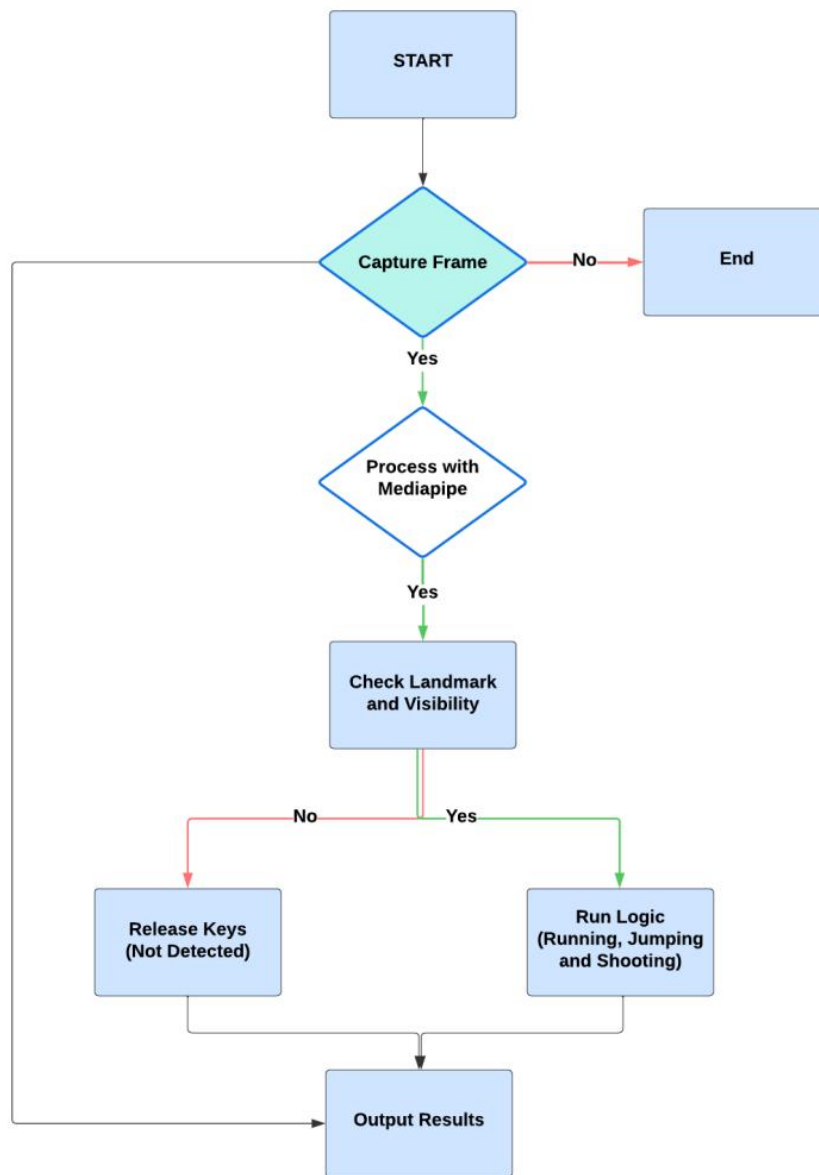 START
Capture Frame
No
End
Yes
Process with
Mediapipe
Yes
Check Landmark
and Visibility
No
Yes
Release Keys
(Not Detected)
Run Logic
(Running, Jumping
and Shooting)
Output Results